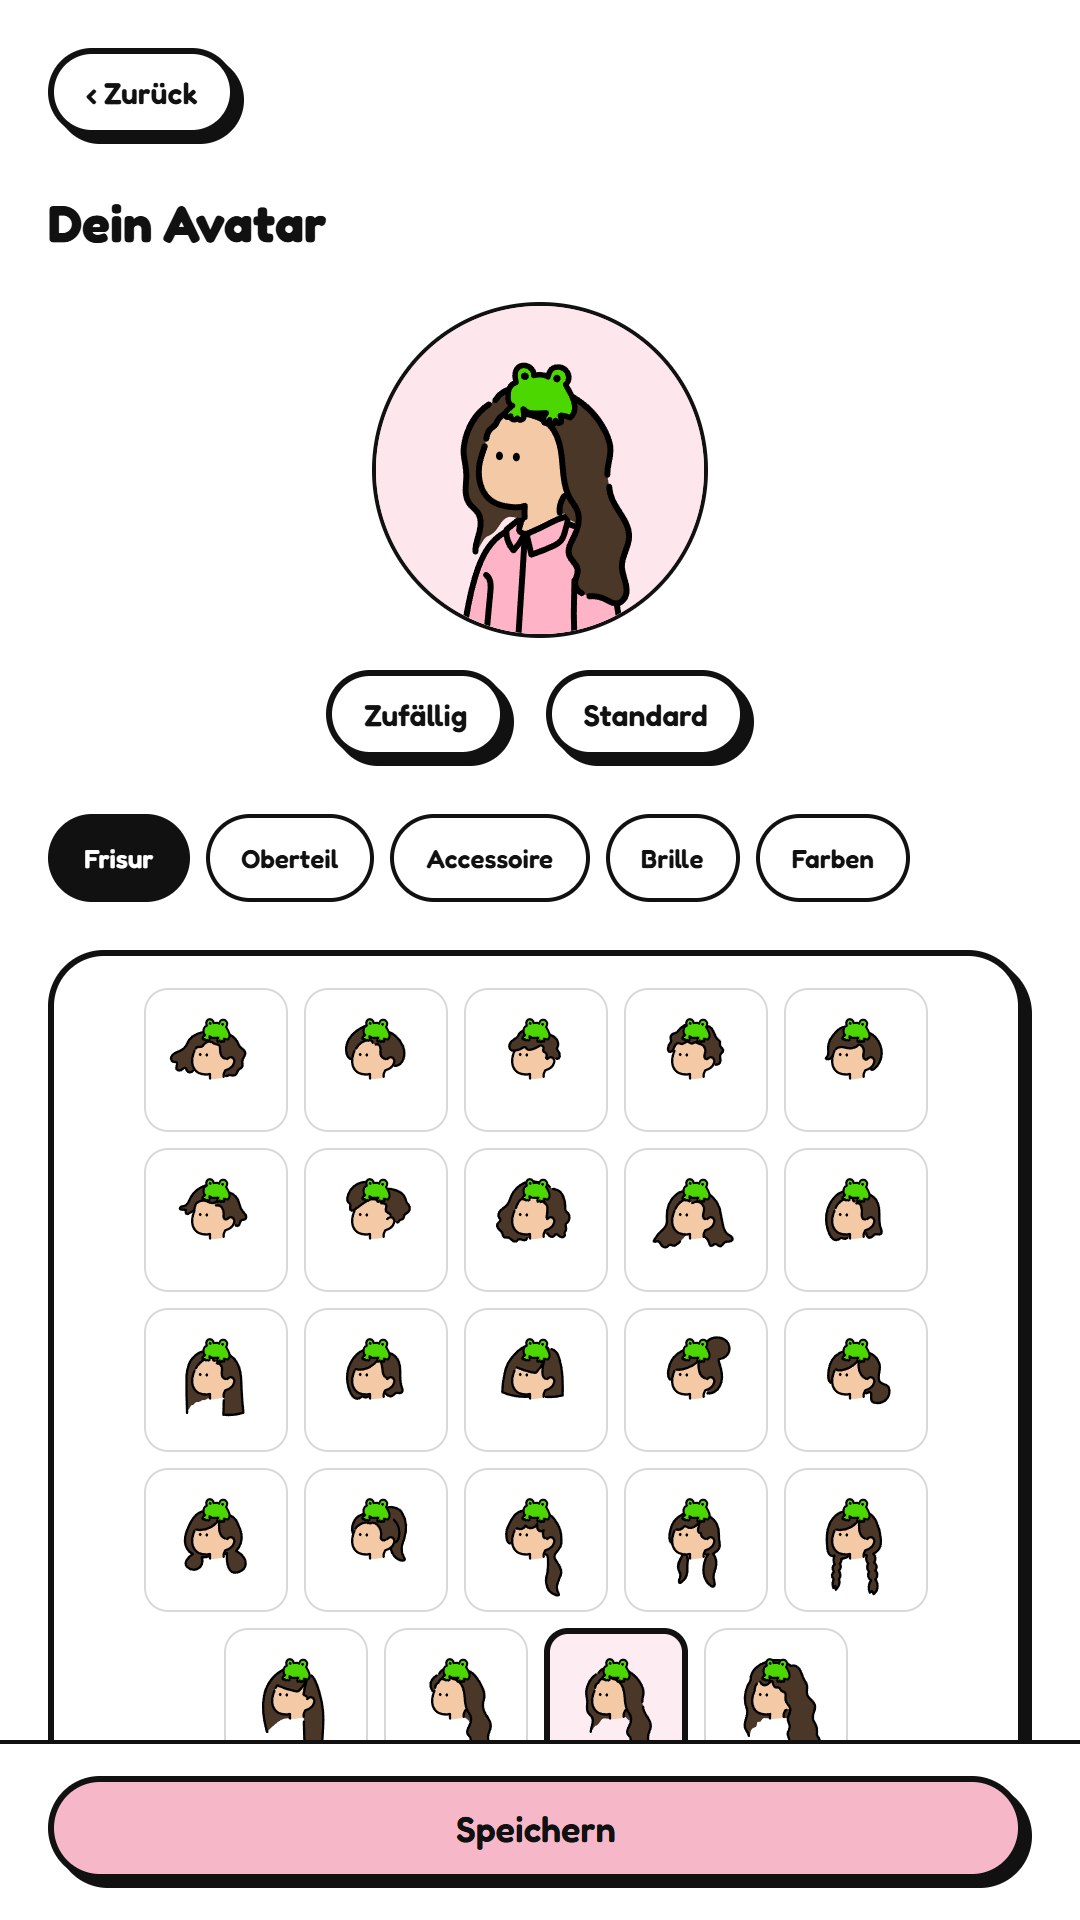 ‹ Zurück
Dein Avatar
Zufällig
Standard
Frisur
Oberteil
Accessoire
Brille
Farben
Speichern